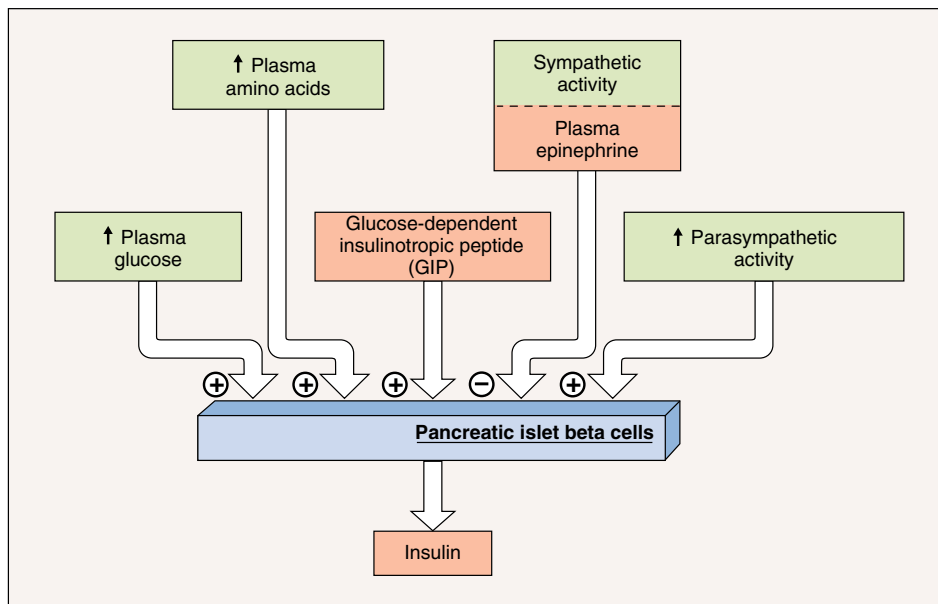 ↑ Plasma
amino acids
Sympathetic
activity
Plasma
epinephrine
↑ Plasma
glucose
Glucose-dependent
insulinotropic peptide
(GIP)
↑ Parasympathetic
activity
+
+
+
−
+
Pancreatic islet beta cells
Insulin